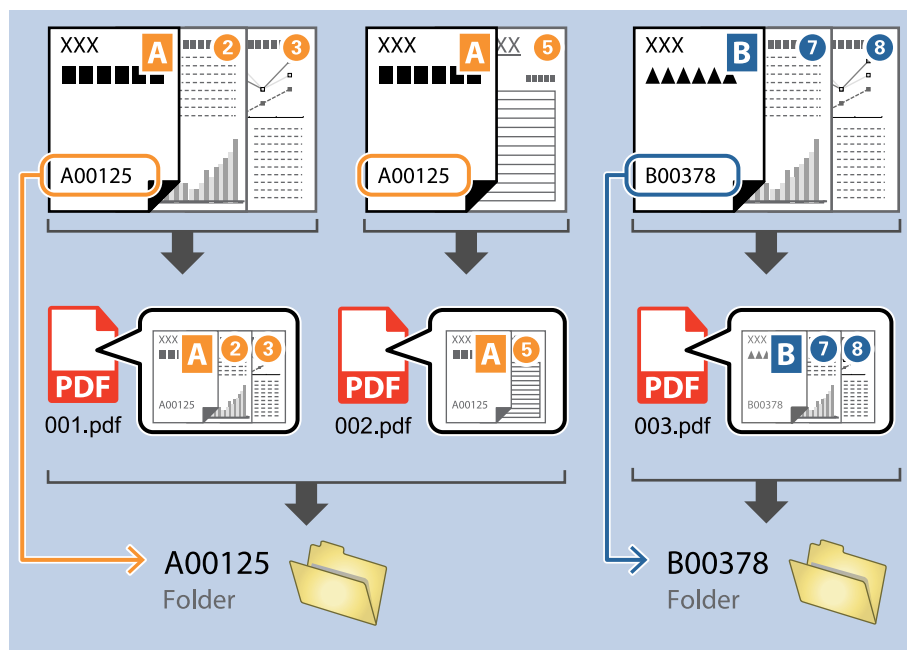 XXX A 2 3
A00125
XXX A XX 5
A00125
XXX B 7 8
B00378
PDF
001.pdf
XXX A 2 3
A00125
PDF
002.pdf
XXX A 5
A00125
PDF
003.pdf
XXX B 7 8
B00378
A00125
Folder
B00378
Folder